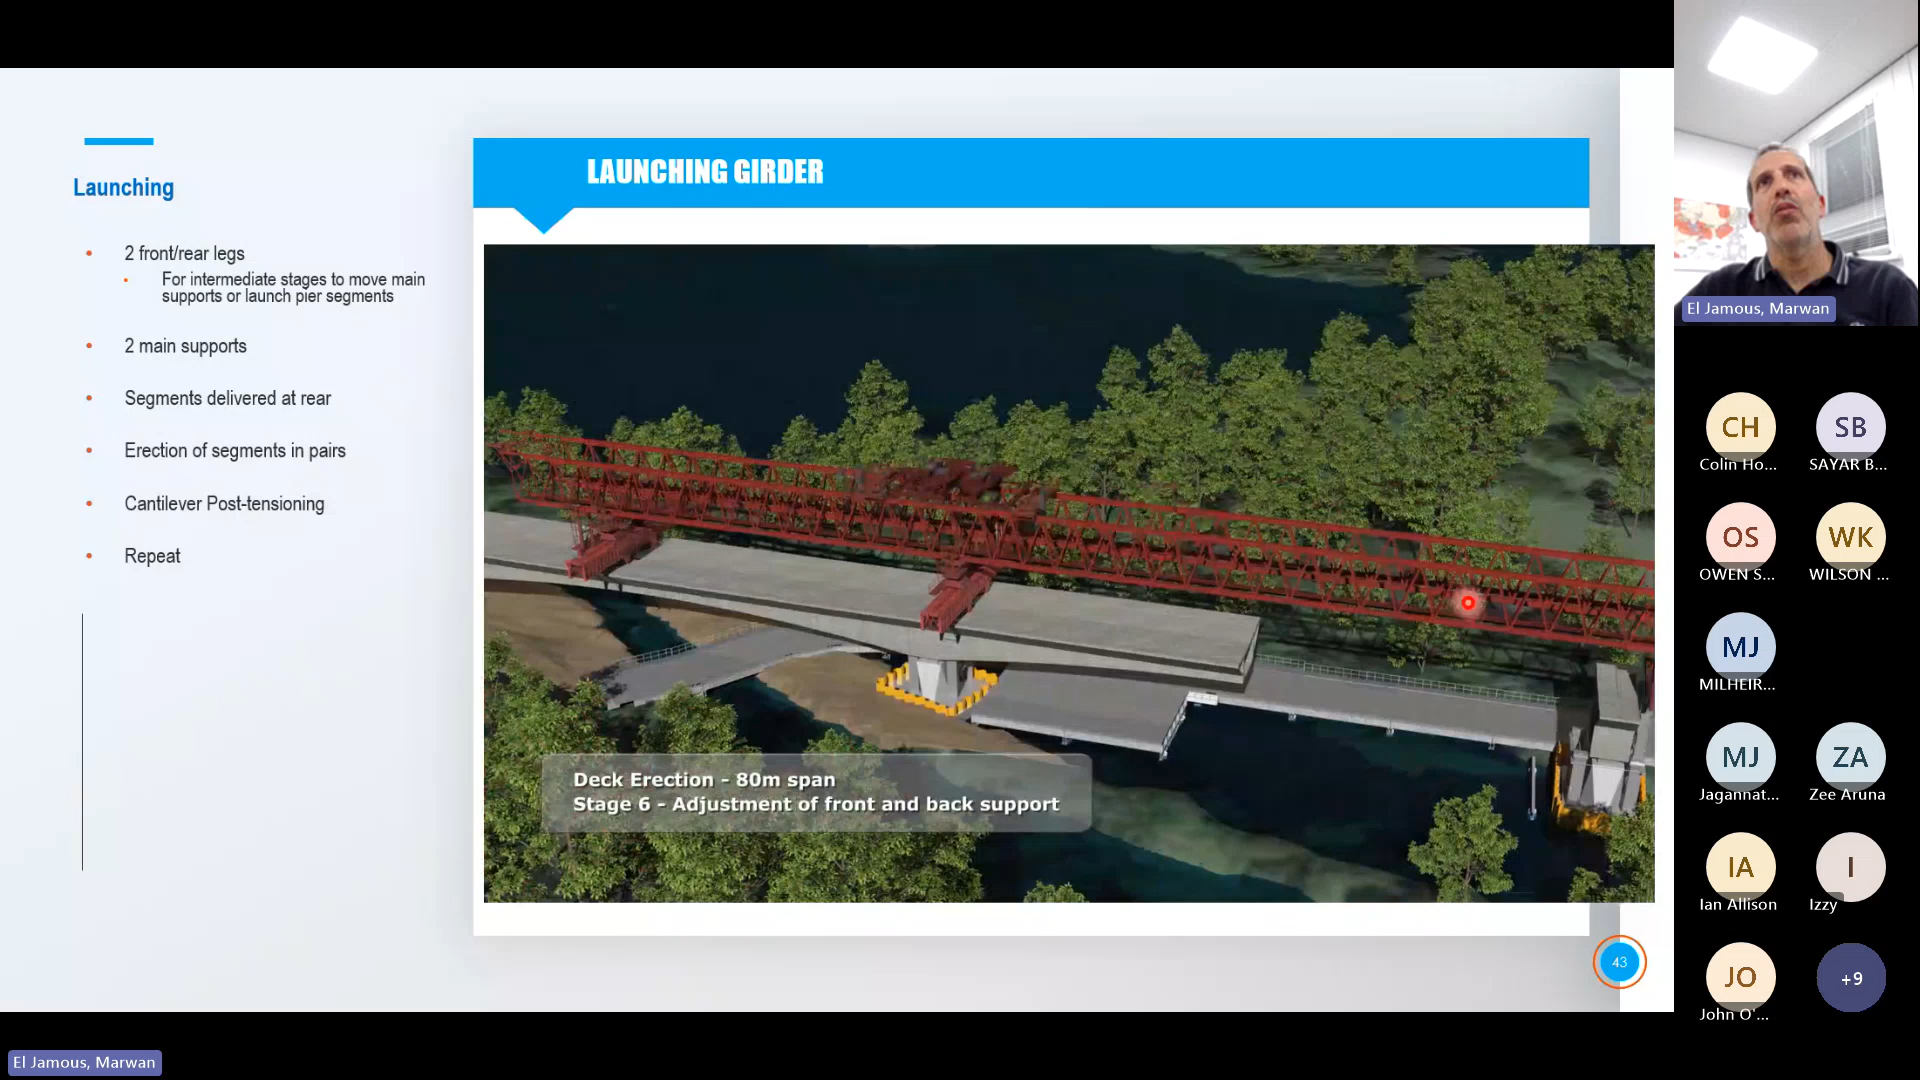 Launching
2 front/rear legs
For intermediate stages to move main
supports or launch pier segments
2 main supports
Segments delivered at rear
Erection of segments in pairs
Cantilever Post-tensioning
Repeat
LAUNCHING GIRDER
Deck Erection - 80m span
Stage 6 - Adjustment of front and back support
43
El Jamous, Marwan
CH
Colin Ho...
SB
SAYAR B...
OS
OWEN S...
WK
WILSON ...
MJ
MILHEIR...
MJ
Jagannat...
ZA
Zee Aruna
IA
Ian Allison
I
Izzy
JO
John O'...
+9
El Jamous, Marwan